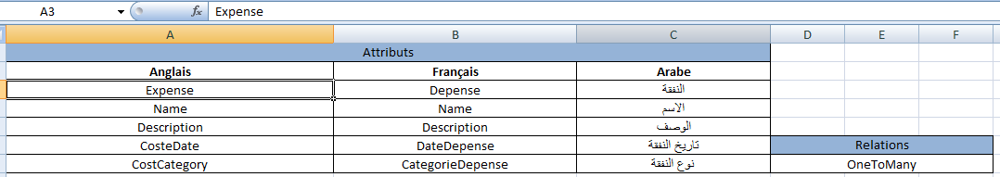 A3 fx Expense
A B C D E F
Attributs
Anglais Français Arabe
Expense Depense النفقة
Name Name الاسم
Description Description الوصف
CosteDate DateDepense تاريخ النفقة Relations
CostCategory CategorieDepense نوع النفقة OneToMany